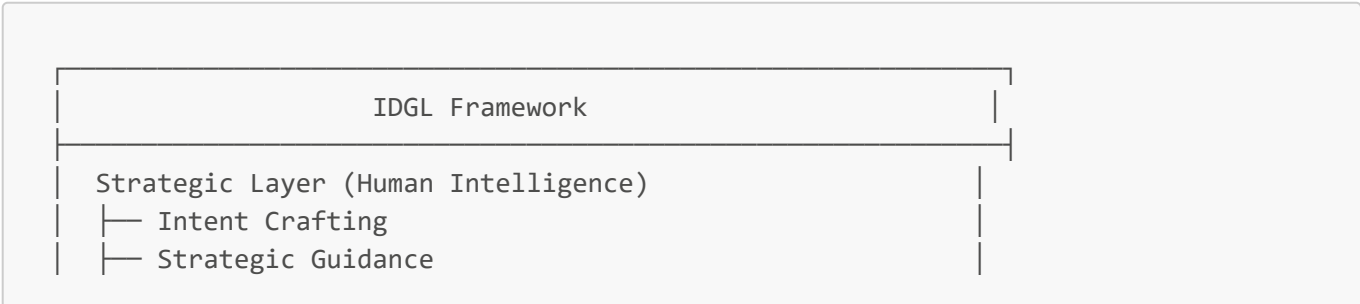 ┌─────────────────────────────────────────────────────────────┐
│                    IDGL Framework                          │
├─────────────────────────────────────────────────────────────┤
│  Strategic Layer (Human Intelligence)                     │
│  ├── Intent Crafting                                      │
│  ├── Strategic Guidance                                   │